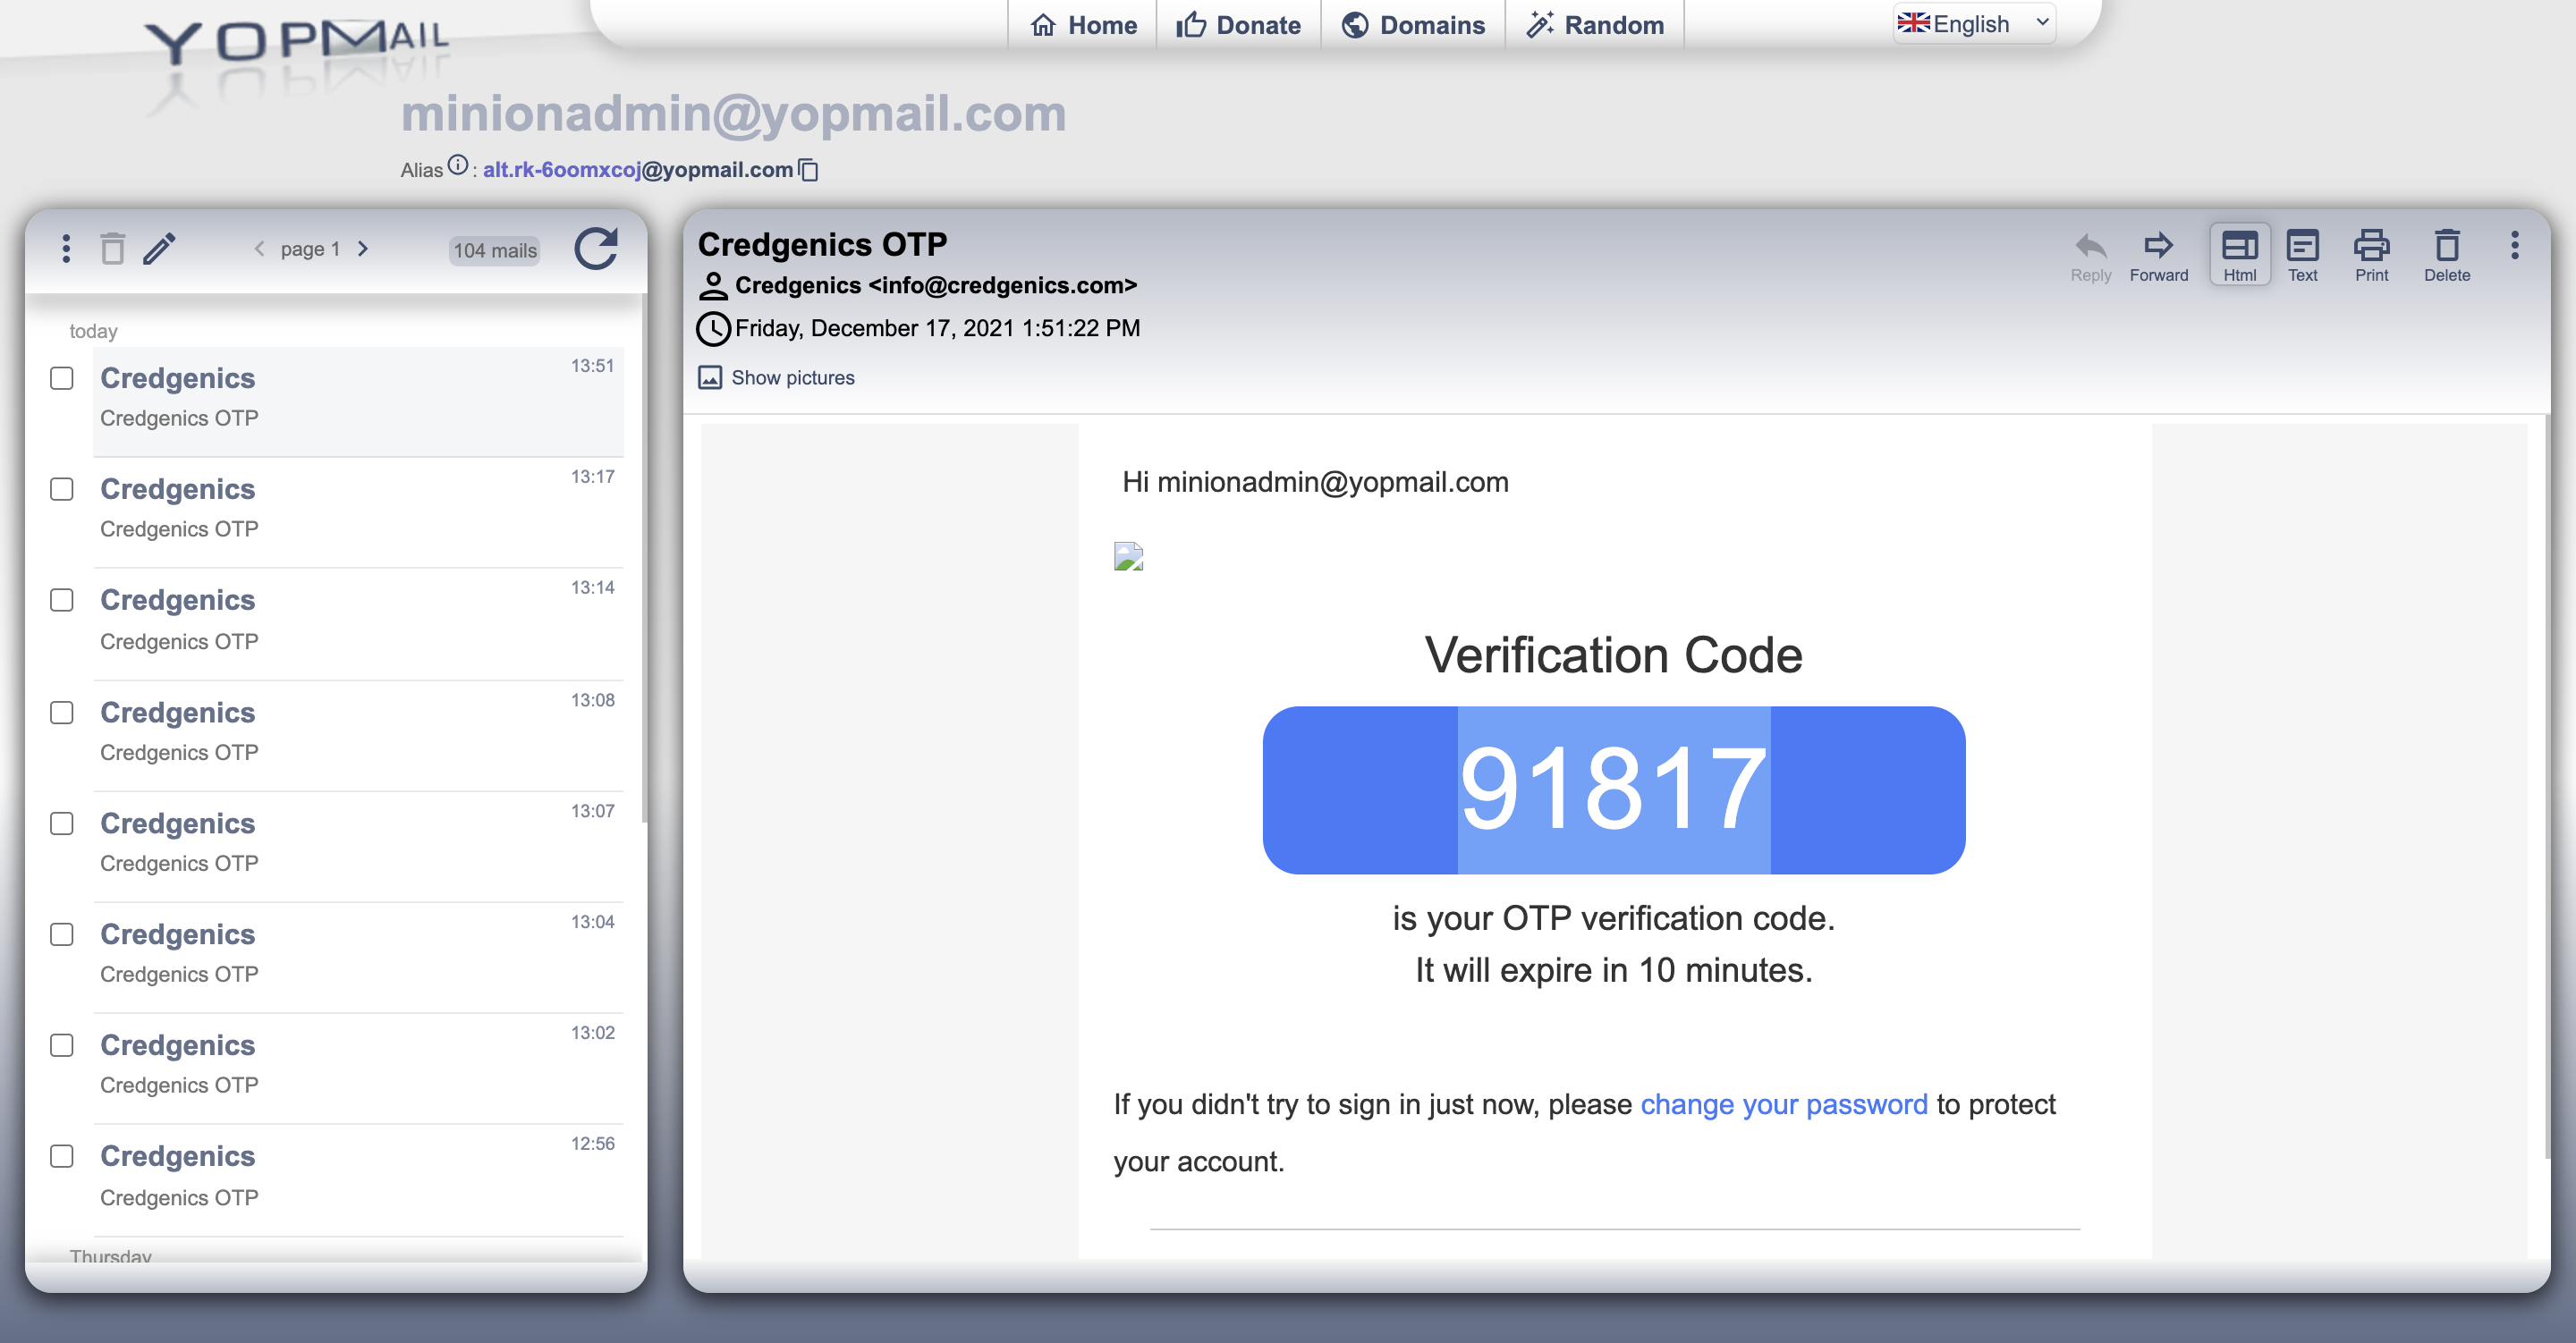 YOPMAIL
Home
Donate
Domains
Random
English
minionadmin@yopmail.com
Alias : alt.rk-6oomxcoj@yopmail.com
page 1
104 mails
today
Credgenics
13:51
Credgenics OTP
Credgenics
13:17
Credgenics OTP
Credgenics
13:14
Credgenics OTP
Credgenics
13:08
Credgenics OTP
Credgenics
13:07
Credgenics OTP
Credgenics
13:04
Credgenics OTP
Credgenics
13:02
Credgenics OTP
Credgenics
12:56
Credgenics OTP
Thursday
Credgenics OTP
Credgenics <info@credgenics.com>
Friday, December 17, 2021 1:51:22 PM
Show pictures
Reply
Forward
Html
Text
Print
Delete
Hi minionadmin@yopmail.com
Verification Code
91817
is your OTP verification code.
It will expire in 10 minutes.
If you didn't try to sign in just now, please change your password to protect
your account.